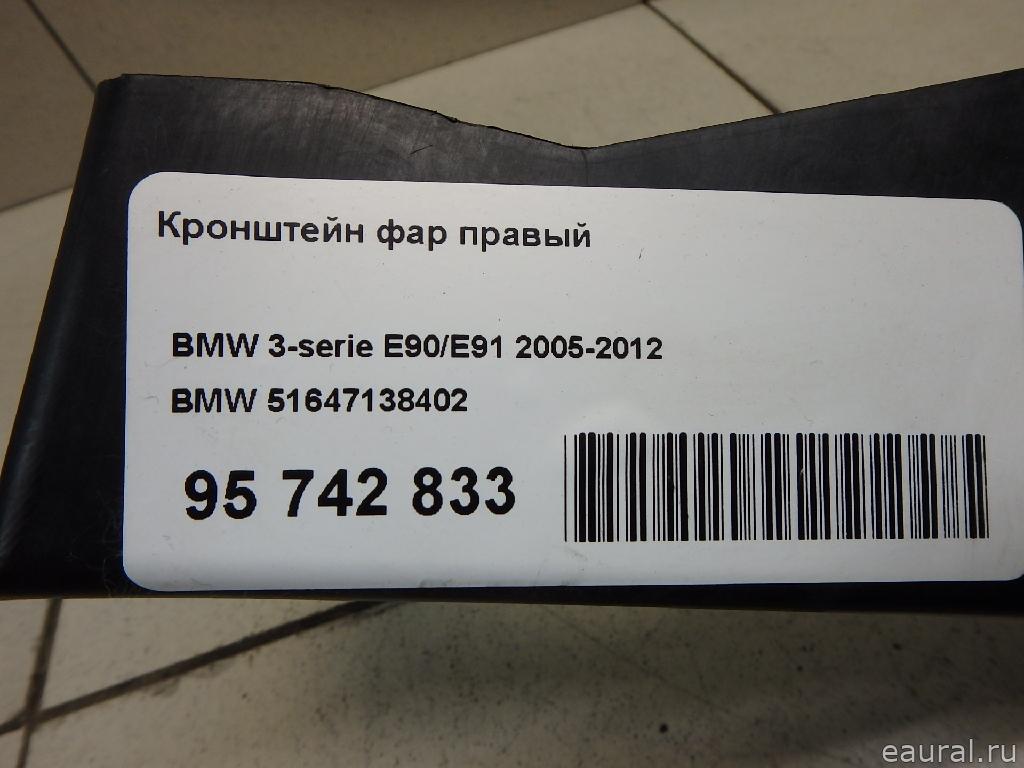 Кронштейн фар правый
BMW 3-serie E90/E91 2005-2012
BMW 51647138402
95 742 833
eaural.ru